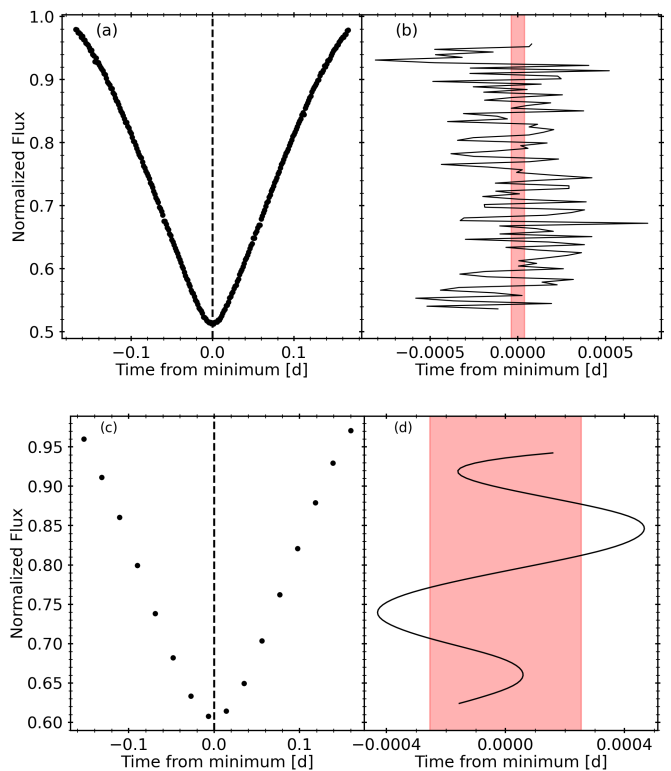 (a)
(b)
1.0
0.9
0.8
0.7
0.6
0.5
Normalized Flux
−0.1 0.0 0.1
−0.0005 0.0000 0.0005
Time from minimum [d]
Time from minimum [d]
(c)
(d)
0.95
0.90
0.85
0.80
0.75
0.70
0.65
0.60
Normalized Flux
−0.1 0.0 0.1
−0.0004 0.0000 0.0004
Time from minimum [d]
Time from minimum [d]